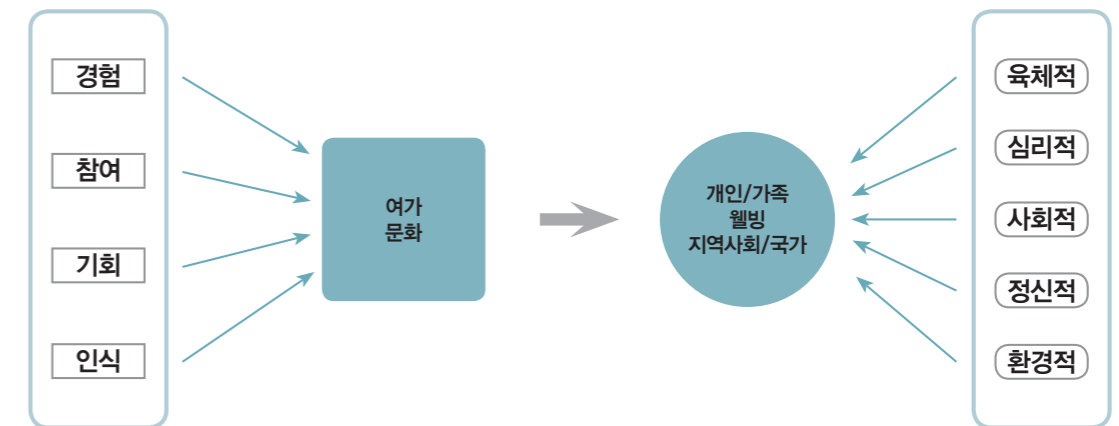 경험
참여
기회
인식
여가
문화
개인/가족
웰빙
지역사회/국가
육체적
심리적
사회적
정신적
환경적